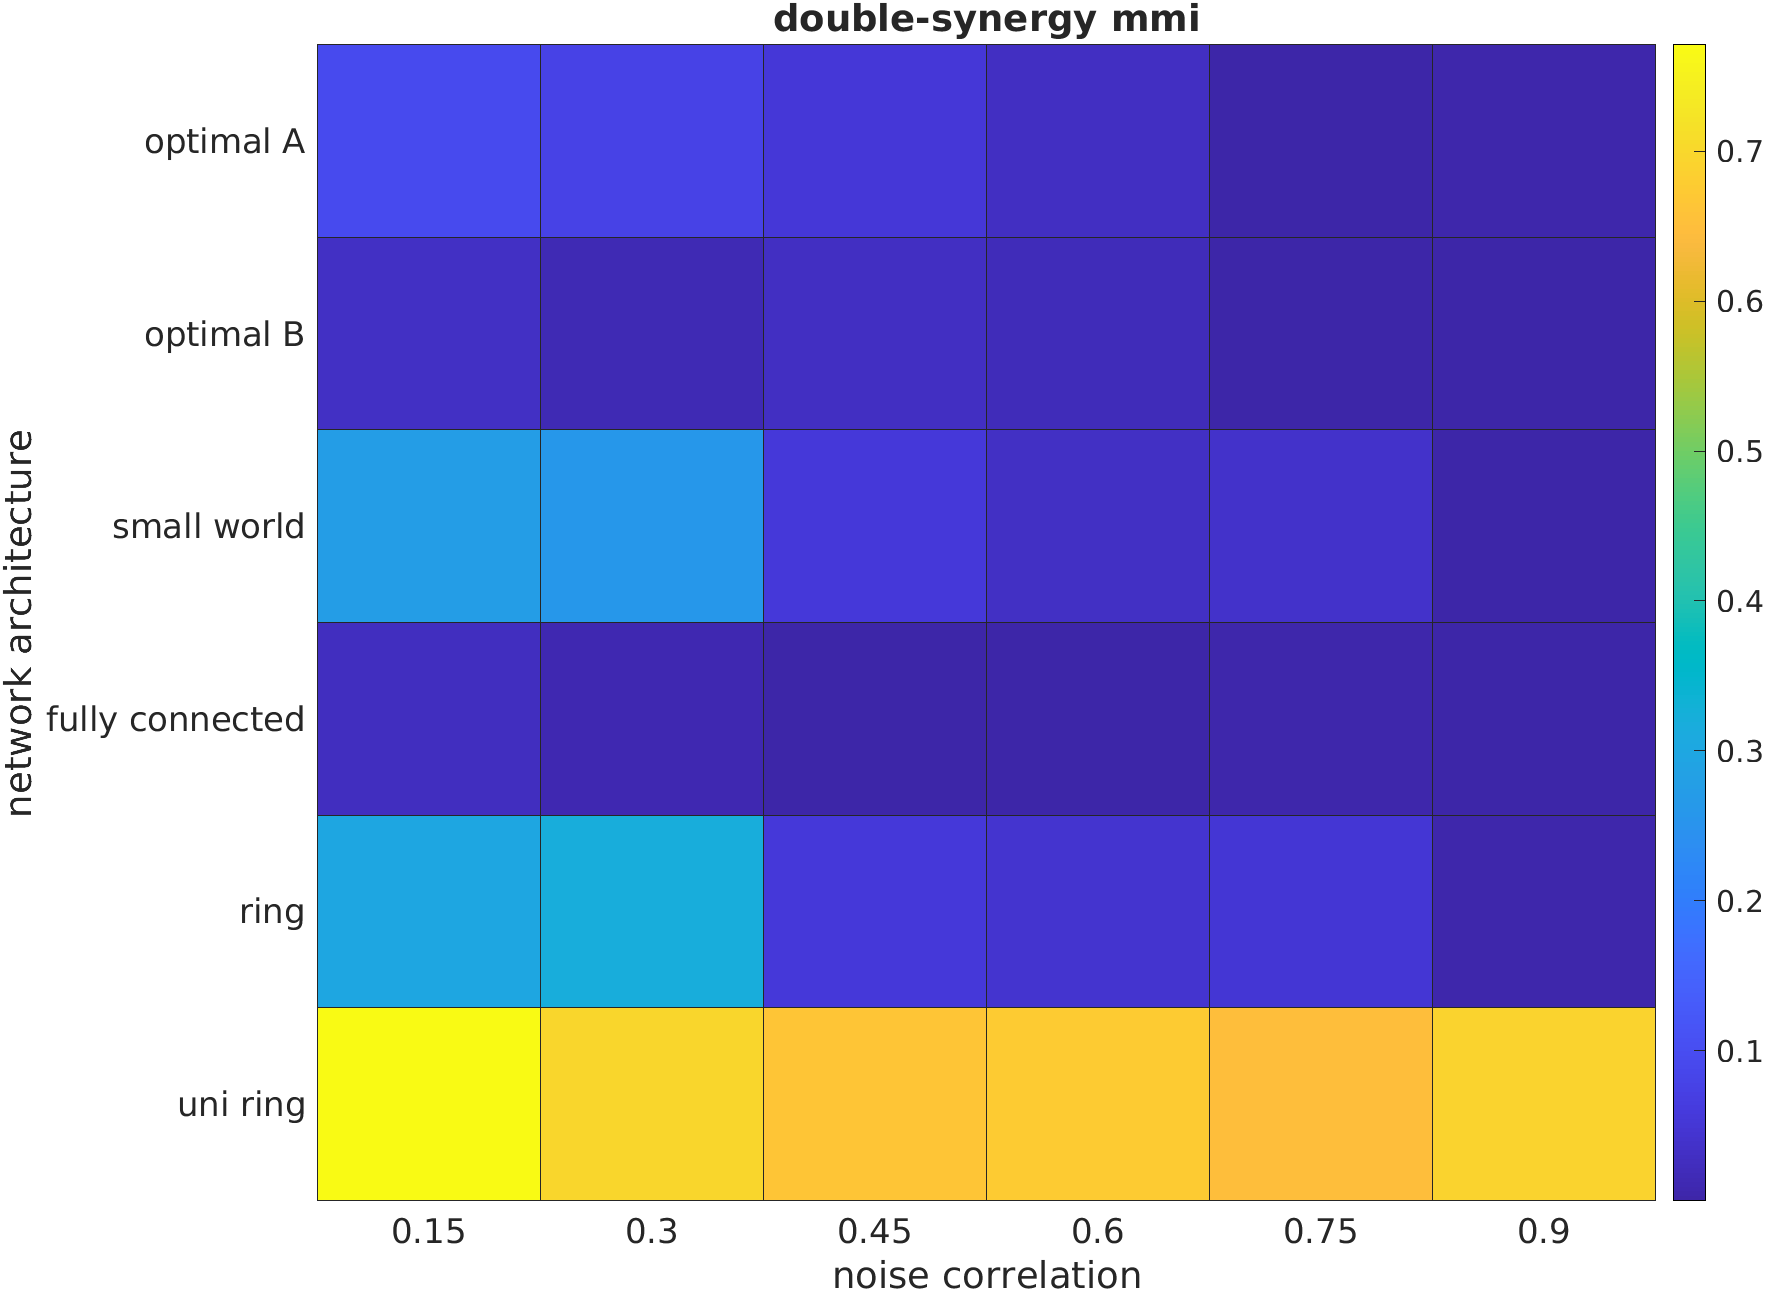 double-synergy mmi
network architecture
optimal A
optimal B
small world
fully connected
ring
uni ring
0.15 0.3 0.45 0.6 0.75 0.9
noise correlation
0.7
0.6
0.5
0.4
0.3
0.2
0.1